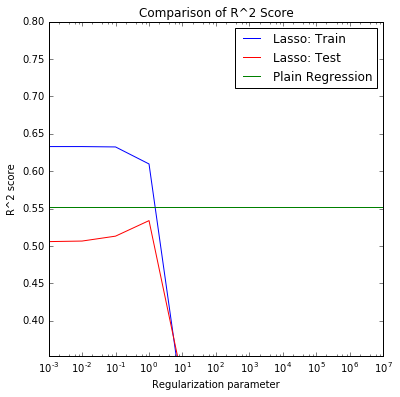 Comparison of R^2 Score
Lasso: Train
Lasso: Test
Plain Regression
0.80
0.75
0.70
0.65
0.60
0.55
0.50
0.45
0.40
R^2 score
10^-3 10^-2 10^-1 10^0 10^1 10^2 10^3 10^4 10^5 10^6 10^7
Regularization parameter